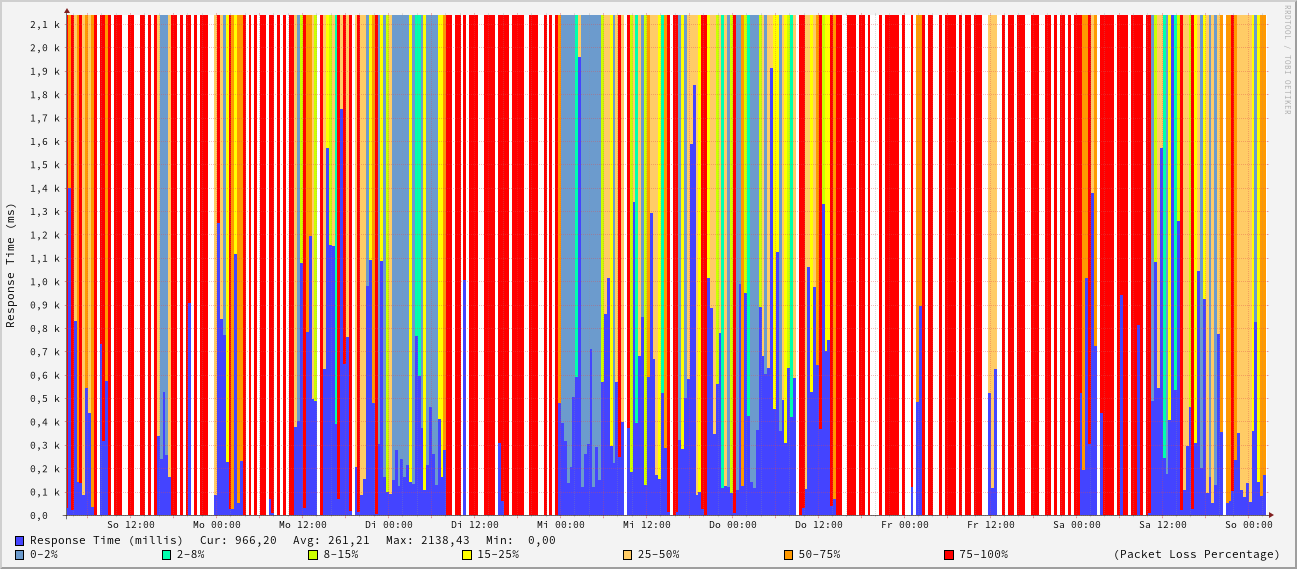 RRDTOOL / TOBI OETIKER
Response Time (ms)
2,1 k
2,0 k
1,9 k
1,8 k
1,7 k
1,6 k
1,5 k
1,4 k
1,3 k
1,2 k
1,1 k
1,0 k
0,9 k
0,8 k
0,7 k
0,6 k
0,5 k
0,4 k
0,3 k
0,2 k
0,1 k
0,0
So 12:00 Mo 00:00 Mo 12:00 Di 00:00 Di 12:00 Mi 00:00 Mi 12:00 Do 00:00 Do 12:00 Fr 00:00 Fr 12:00 Sa 00:00 Sa 12:00 So 00:00
Response Time (millis) Cur: 966,20 Avg: 261,21 Max: 2138,43 Min: 0,00
0-2% 2-8% 8-15% 15-25% 25-50% 50-75% 75-100% (Packet Loss Percentage)